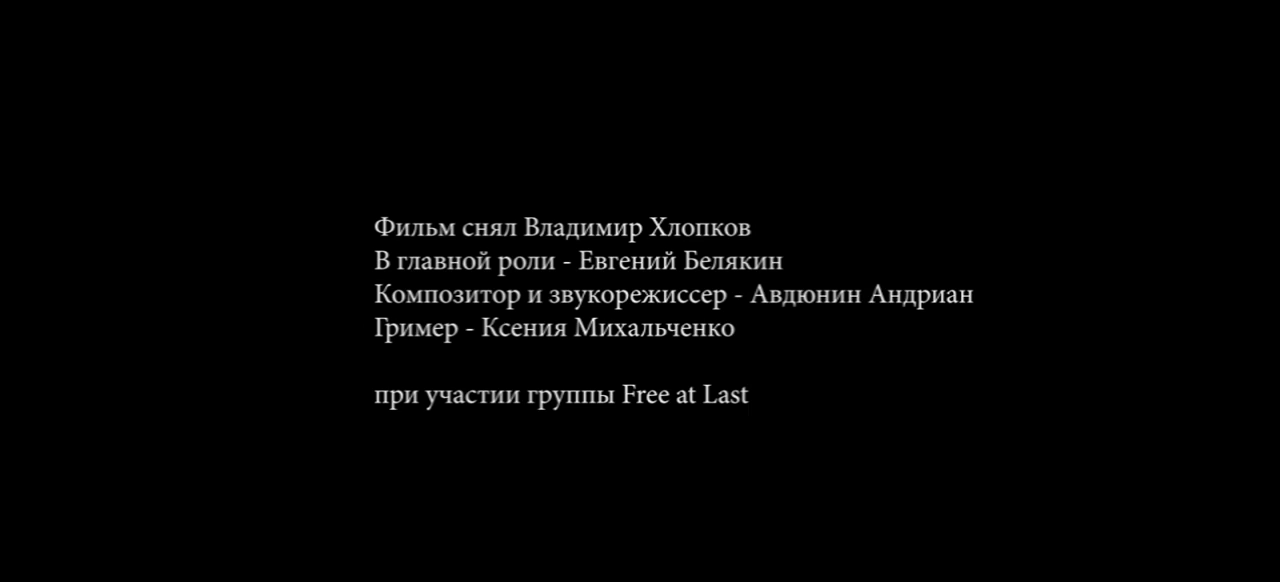 Фильм снял Владимир Хлопков
В главной роли - Евгений Белякин
Композитор и звукорежиссер - Авдюнин Андриан
Гример - Ксения Михальченко
при участии группы Free at Last